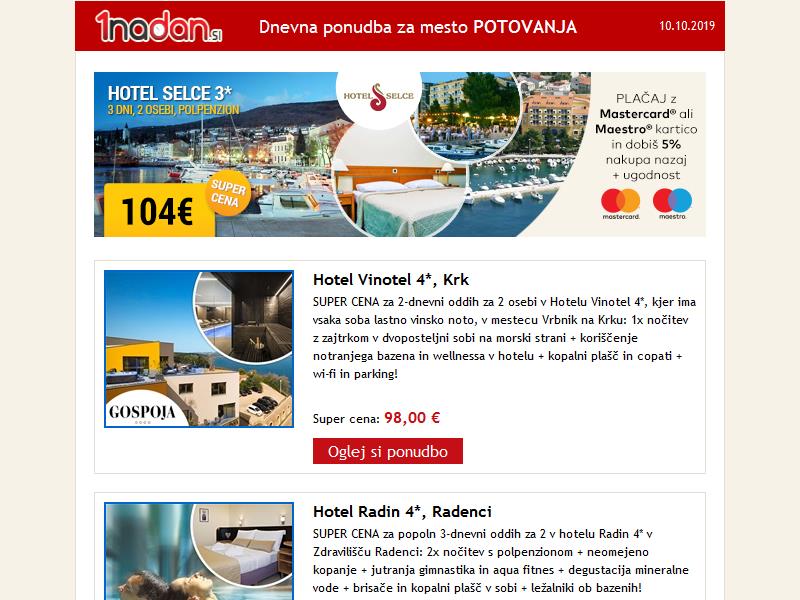 1nadan.SI
Dnevna ponudba za mesto POTOVANJA
10.10.2019
HOTEL SELCE 3*
3 DNI, 2 OSEBI, POLPENZION
104€
SUPER
CENA
HOTEL SELCE
PLAČAJ z
Mastercard® ali
Maestro® kartico
in dobiš 5%
nakupa nazaj
+ ugodnost
mastercard. maestro.
Hotel Vinotel 4*, Krk
SUPER CENA za 2-dnevni oddih za 2 osebi v Hotelu Vinotel 4*, kjer ima
vsaka soba lastno vinsko noto, v mestecu Vrbnik na Krku: 1x nočitev
z zajtrkom v dvoposteljni sobi na morski strani + koriščenje
notranjega bazena in wellnessa v hotelu + kopalni plašč in copati +
wi-fi in parking!
GOSPOJA
Super cena: 98,00 €
Oglej si ponudbo
Hotel Radin 4*, Radenci
SUPER CENA za popoln 3-dnevni oddih za 2 v hotelu Radin 4* v
Zdravilišču Radenci: 2x nočitev s polpenzionom + neomejeno
kopanje + jutranja gimnastika in aqua fitnes + degustacija mineralne
vode + brisače in kopalni plašč v sobi + ležalniki ob bazenih!